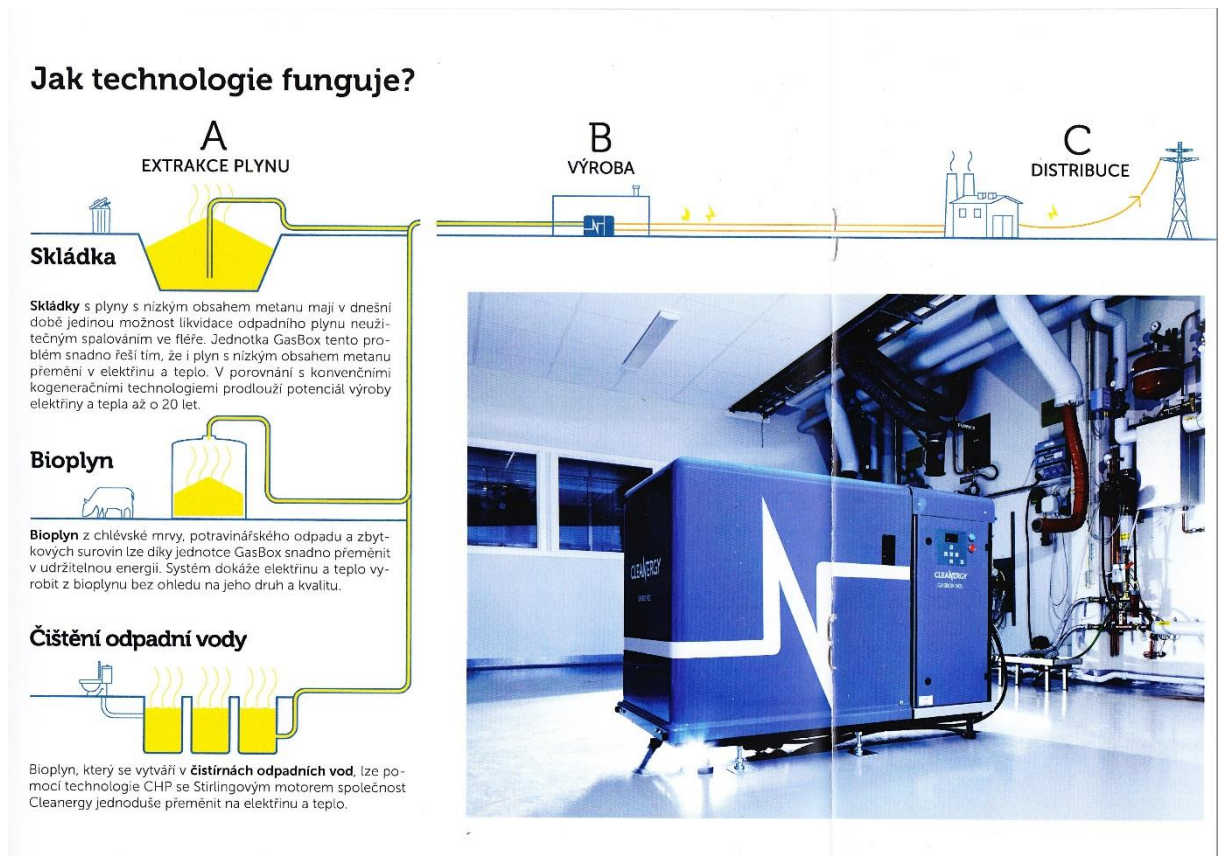 Jak technologie funguje?
A
EXTRAKCE PLYNU
B
VÝROBA
C
DISTRIBUCE
Skládka
Skládky s plyny s nízkým obsahem metanu mají v dnešní
době jedinou možnost likvidace odpadního plynu neuži-
tečným spalováním ve fléře. Jednotka GasBox tento pro-
blém snadno řeší tím, že i plyn s nízkým obsahem metanu
přemění v elektřinu a teplo. V porovnání s konvenčními
kogeneračními technologiemi prodlouží potenciál výroby
elektřiny a tepla až o 20 let.
Bioplyn
Bioplyn z chlévské mrvy, potravinářského odpadu a zbyt-
kových surovin lze díky jednotce GasBox snadno přeměnit
v udržitelnou energii. Systém dokáže elektřinu a teplo vy-
robit z bioplynu bez ohledu na jeho druh a kvalitu.
Čištění odpadní vody
Bioplyn, který se vytváří v čistírnách odpadních vod, lze po-
mocí technologie CHP se Stirlingovým motorem společnost
Cleanergy jednoduše přeměnit na elektřinu a teplo.
CLEANERGY
CLEANERGY
GASBOX 901